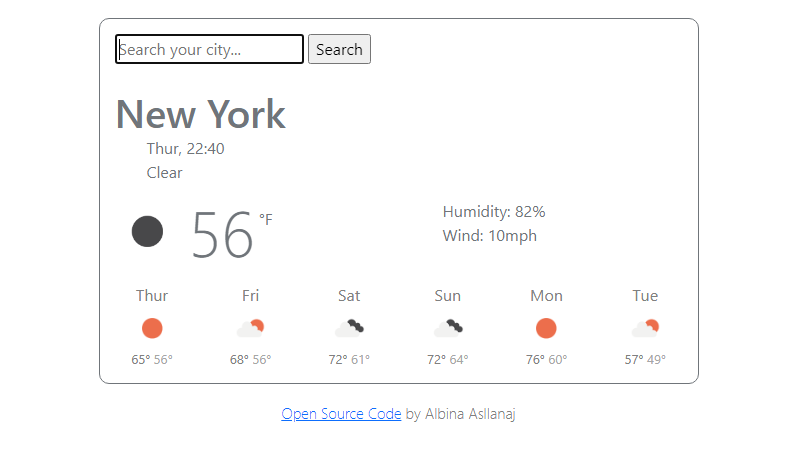 Search your city... Search
New York
Thur, 22:40
Clear
56 °F
Humidity: 82%
Wind: 10mph
Thur Fri Sat Sun Mon Tue
65° 56° 68° 56° 72° 61° 72° 64° 76° 60° 57° 49°
Open Source Code by Albina Asllanaj